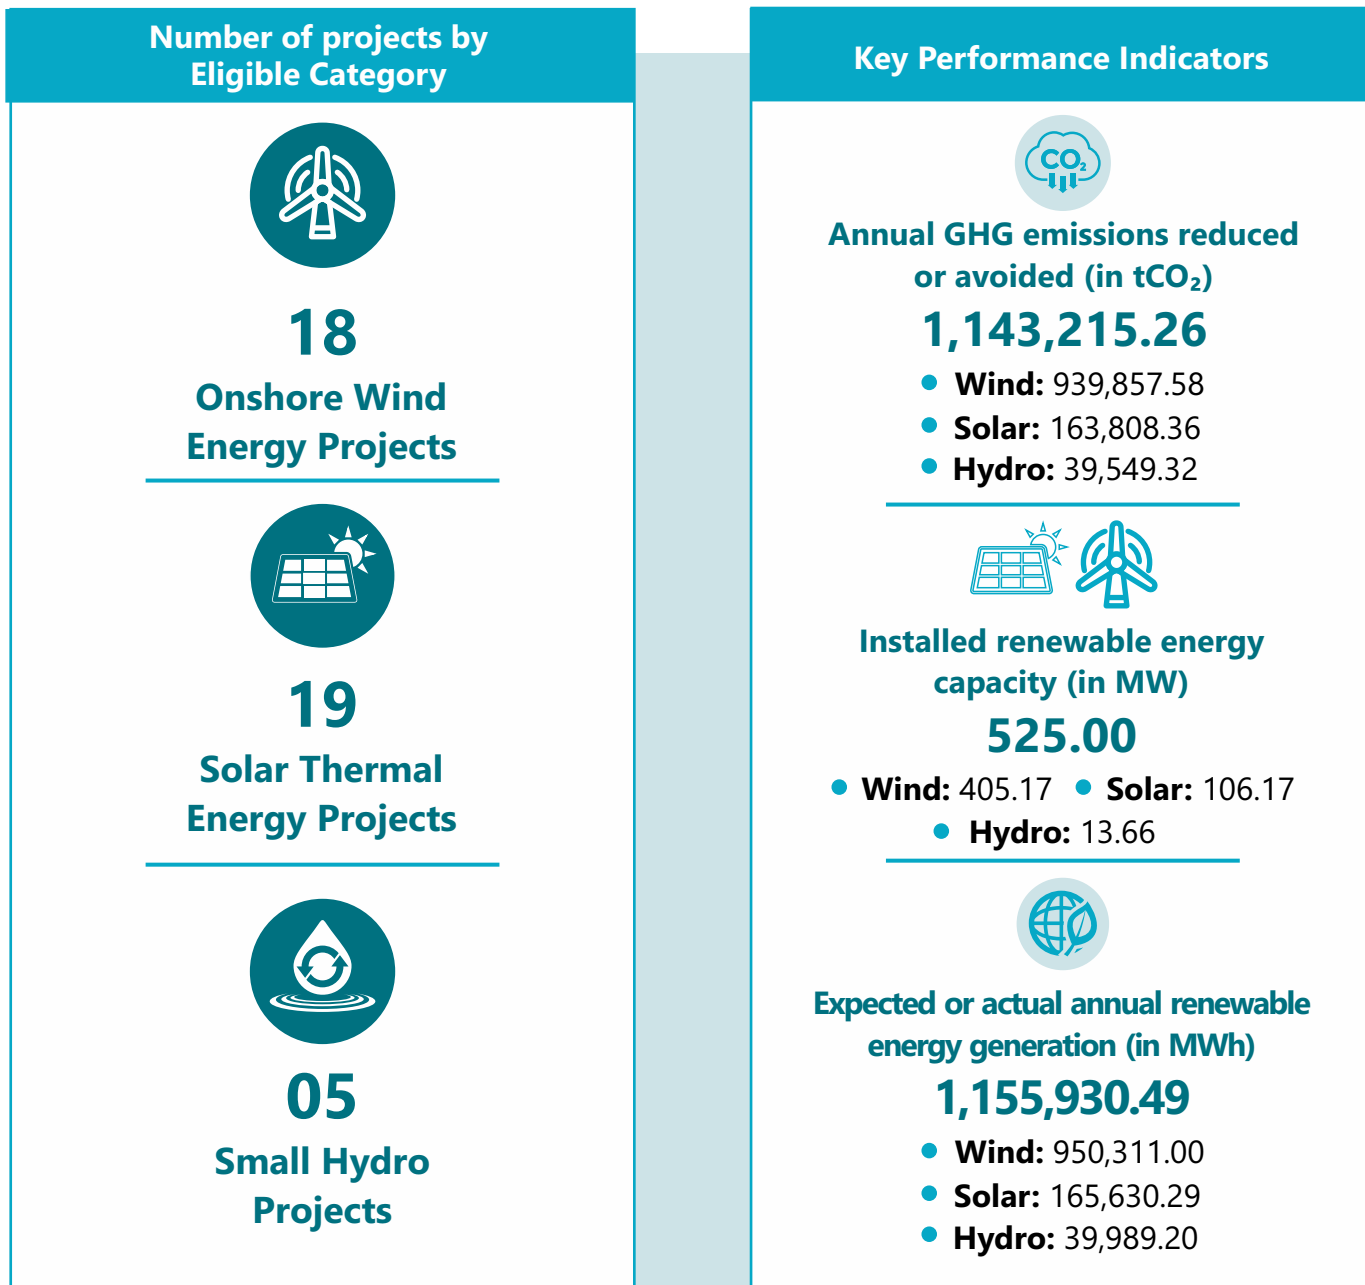 Number of projects by
Eligible Category
18
Onshore Wind
Energy Projects
19
Solar Thermal
Energy Projects
05
Small Hydro
Projects
Key Performance Indicators
CO₂
Annual GHG emissions reduced
or avoided (in tCO₂)
1,143,215.26
• Wind: 939,857.58
• Solar: 163,808.36
• Hydro: 39,549.32
Installed renewable energy
capacity (in MW)
525.00
• Wind: 405.17 • Solar: 106.17
• Hydro: 13.66
Expected or actual annual renewable
energy generation (in MWh)
1,155,930.49
• Wind: 950,311.00
• Solar: 165,630.29
• Hydro: 39,989.20